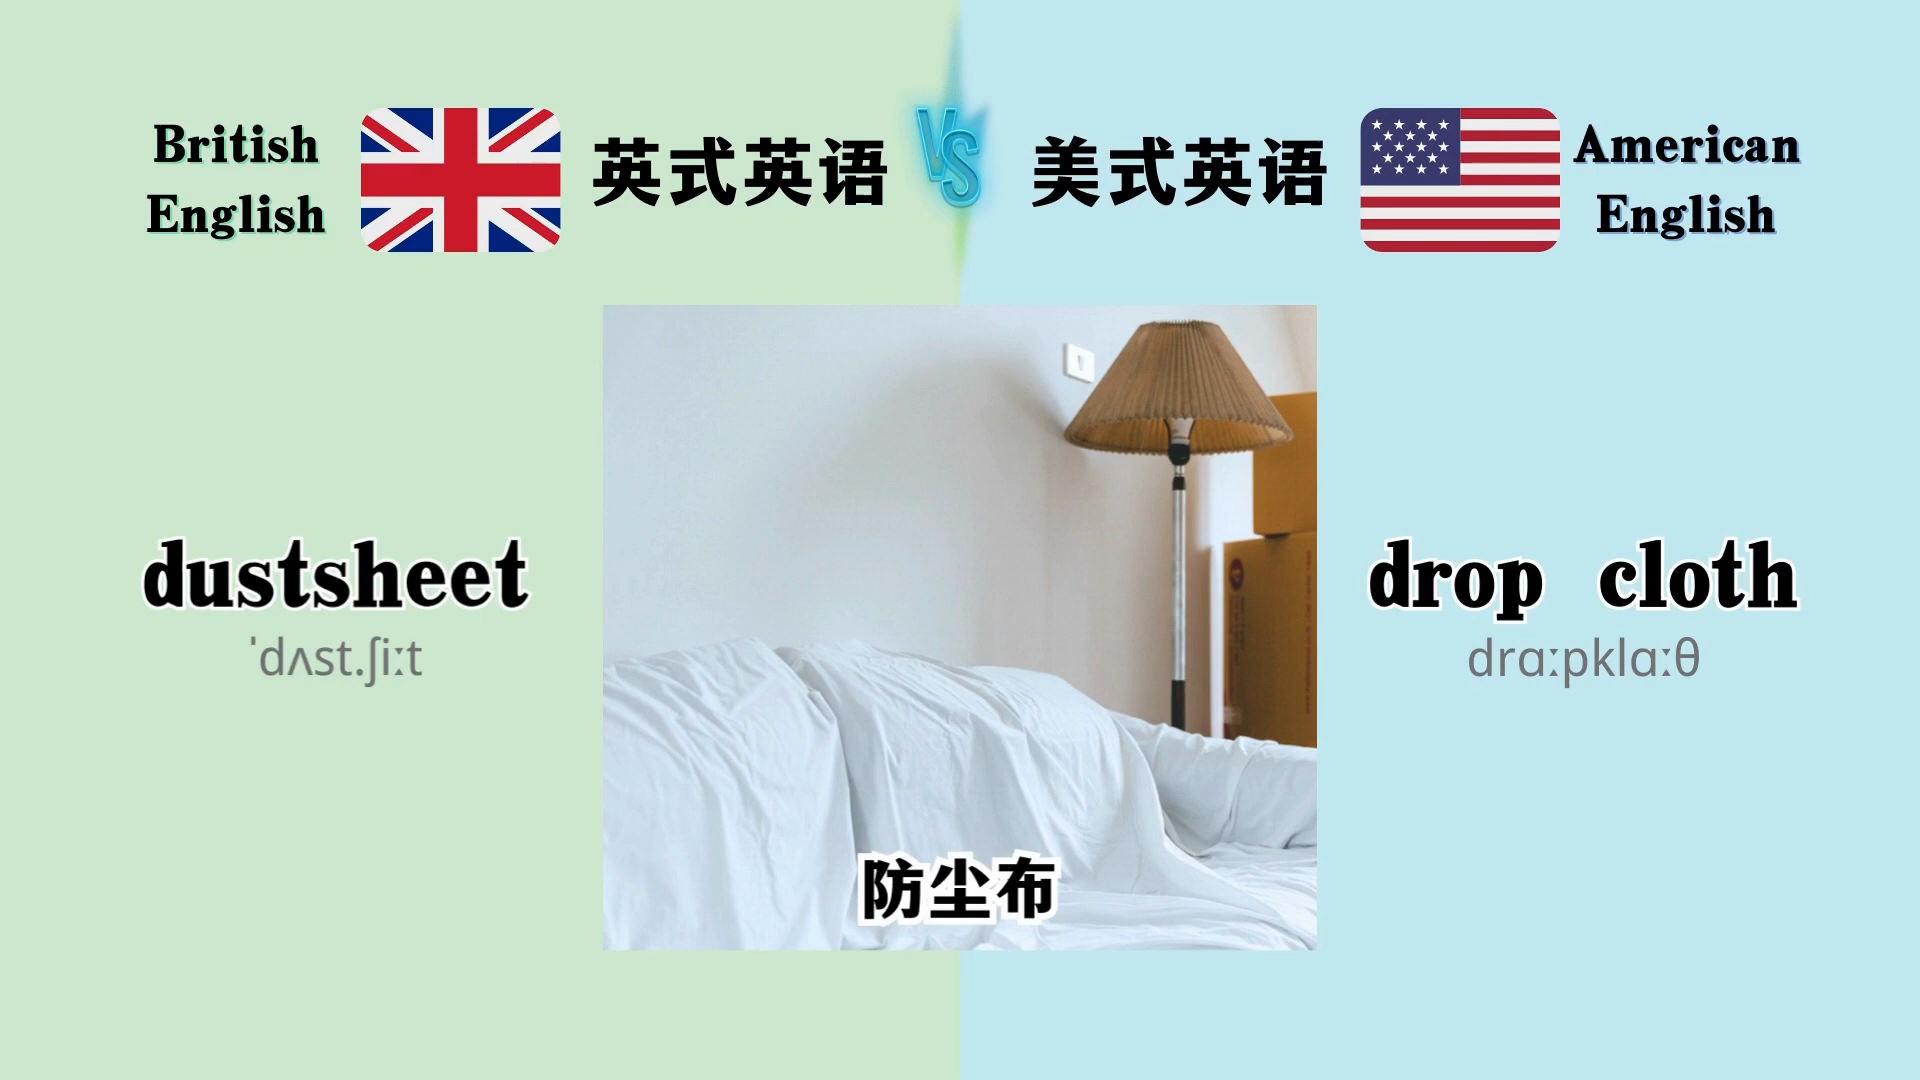 British
English
英式英语
VS
美式英语
American
English
dustsheet
ˈdʌst.ʃiːt
drop cloth
drɑːpklɑːθ
防尘布